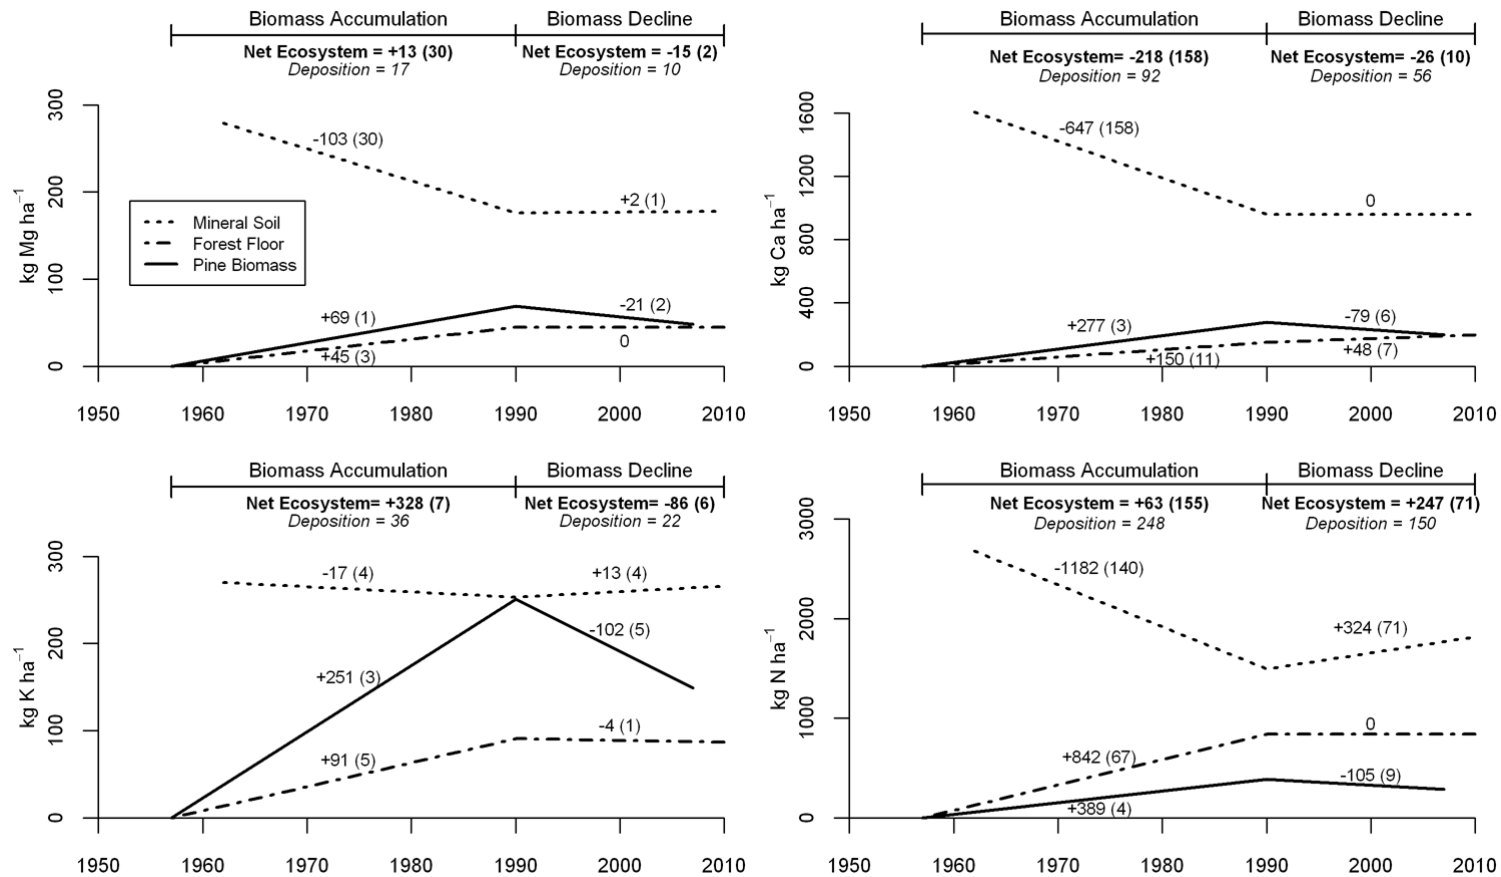 Biomass Accumulation Biomass Decline
Net Ecosystem = +13 (30) Net Ecosystem = -15 (2)
Deposition = 17 Deposition = 10
kg Mg ha⁻¹
300
200
100
0
-103 (30)
+2 (1)
Mineral Soil
Forest Floor
Pine Biomass
+69 (1)
-21 (2)
+45 (3)
0
1950 1960 1970 1980 1990 2000 2010
Biomass Accumulation Biomass Decline
Net Ecosystem= -218 (158) Net Ecosystem= -26 (10)
Deposition = 92 Deposition = 56
kg Ca ha⁻¹
1600
1200
800
400
0
-647 (158)
0
+277 (3)
-79 (6)
+150 (11)
+48 (7)
1950 1960 1970 1980 1990 2000 2010
Biomass Accumulation Biomass Decline
Net Ecosystem= +328 (7) Net Ecosystem= -86 (6)
Deposition = 36 Deposition = 22
kg K ha⁻¹
300
200
100
0
-17 (4)
+13 (4)
-102 (5)
+251 (3)
-4 (1)
+91 (5)
1950 1960 1970 1980 1990 2000 2010
Biomass Accumulation Biomass Decline
Net Ecosystem = +63 (155) Net Ecosystem = +247 (71)
Deposition = 248 Deposition = 150
kg N ha⁻¹
3000
2000
1000
0
-1182 (140)
+324 (71)
0
+842 (67)
-105 (9)
+389 (4)
1950 1960 1970 1980 1990 2000 2010